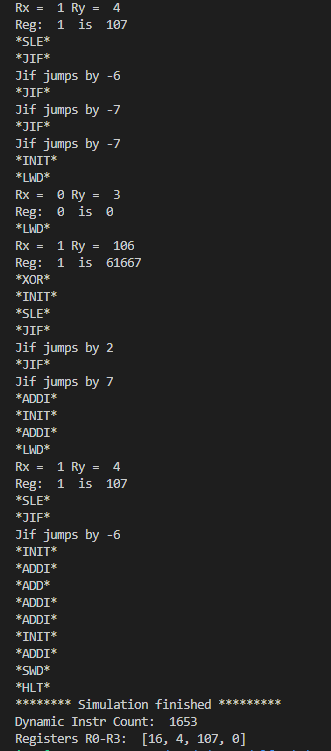 Rx =  1 Ry =  4
Reg:  1  is  107
*SLE*
*JIF*
Jif jumps by -6
*JIF*
Jif jumps by -7
*JIF*
Jif jumps by -7
*INIT*
*LWD*
Rx =  0 Ry =  3
Reg:  0  is  0
*LWD*
Rx =  1 Ry =  106
Reg:  1  is  61667
*XOR*
*INIT*
*SLE*
*JIF*
Jif jumps by 2
*JIF*
Jif jumps by 7
*ADDI*
*INIT*
*ADDI*
*LWD*
Rx =  1 Ry =  4
Reg:  1  is  107
*SLE*
*JIF*
Jif jumps by -6
*INIT*
*ADDI*
*ADD*
*ADDI*
*ADDI*
*INIT*
*ADDI*
*SWD*
*HLT*
******** Simulation finished *********
Dynamic Instr Count:  1653
Registers R0-R3:  [16, 4, 107, 0]